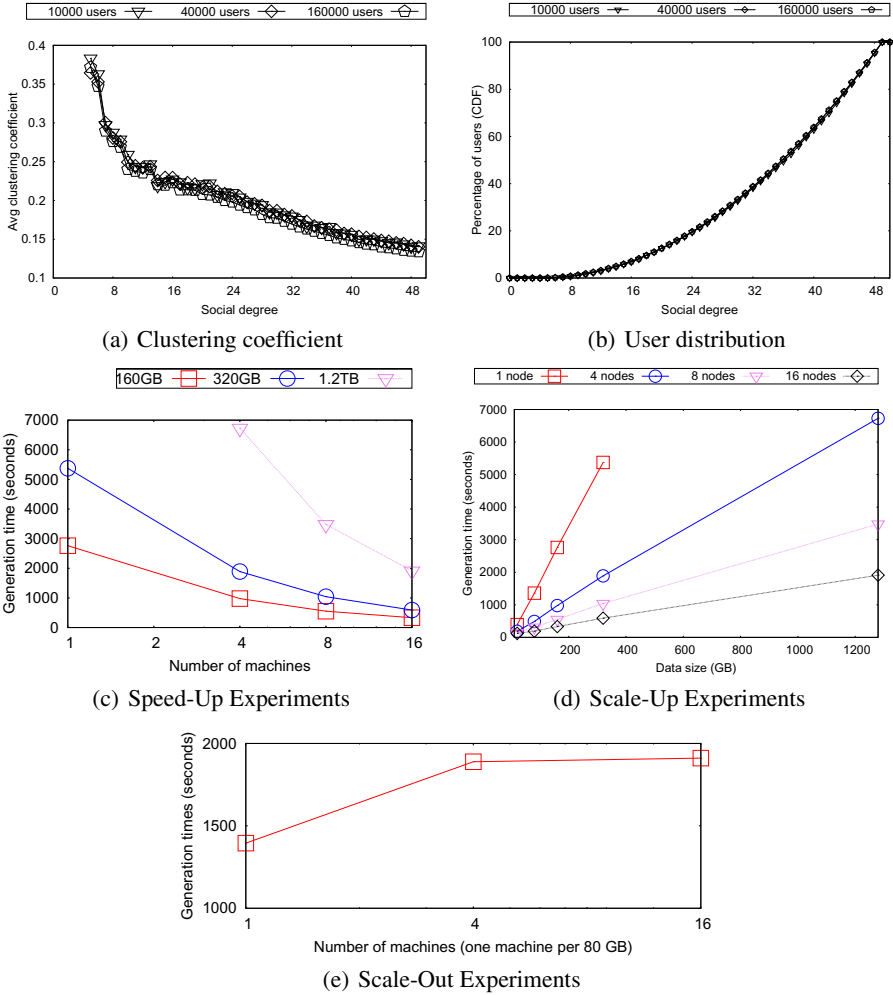 10000 users 40000 users 160000 users
0.4
0.35
0.3
0.25
0.2
0.15
0.1
Avg clustering coefficient
0 8 16 24 32 40 48
Social degree
(a) Clustering coefficient
10000 users 40000 users 160000 users
100
80
60
40
20
0
Percentage of users (CDF)
0 8 16 24 32 40 48
Social degree
(b) User distribution
160GB 320GB 1.2TB
7000
6000
5000
4000
3000
2000
1000
0
Generation time (seconds)
1 2 4 8 16
Number of machines
(c) Speed-Up Experiments
1 node 4 nodes 8 nodes 16 nodes
7000
6000
5000
4000
3000
2000
1000
0
Generation time (seconds)
200 400 600 800 1000 1200
Data size (GB)
(d) Scale-Up Experiments
2000
1500
1000
Generation times (seconds)
1 4 16
Number of machines (one machine per 80 GB)
(e) Scale-Out Experiments